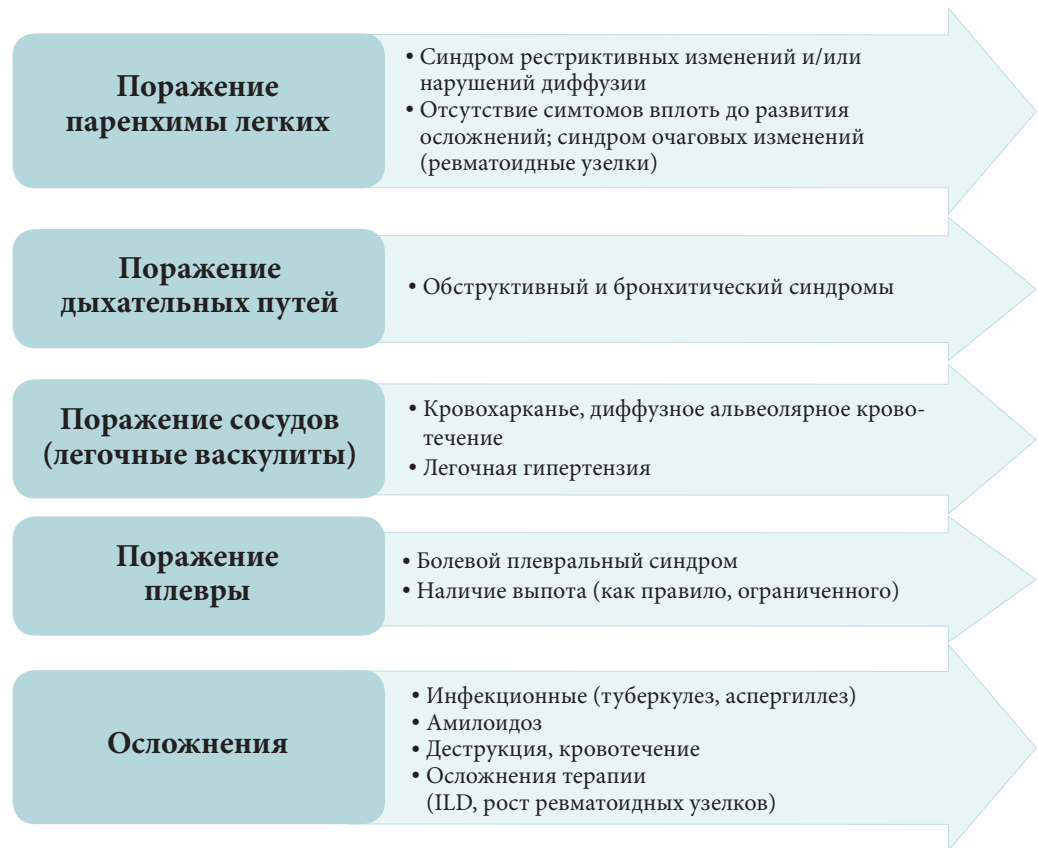 Поражение
паренхимы легких
• Синдром рестриктивных изменений и/или
нарушений диффузии
• Отсутствие симтомов вплоть до развития
осложнений; синдром очаговых изменений
(ревматоидные узелки)
Поражение
дыхательных путей
• Обструктивный и бронхитический синдромы
Поражение сосудов
(легочные васкулиты)
• Кровохарканье, диффузное альвеолярное крово-
течение
• Легочная гипертензия
Поражение
плевры
• Болевой плевральный синдром
• Наличие выпота (как правило, ограниченного)
Осложнения
• Инфекционные (туберкулез, аспергиллез)
• Амилоидоз
• Деструкция, кровотечение
• Осложнения терапии
(ILD, рост ревматоидных узелков)